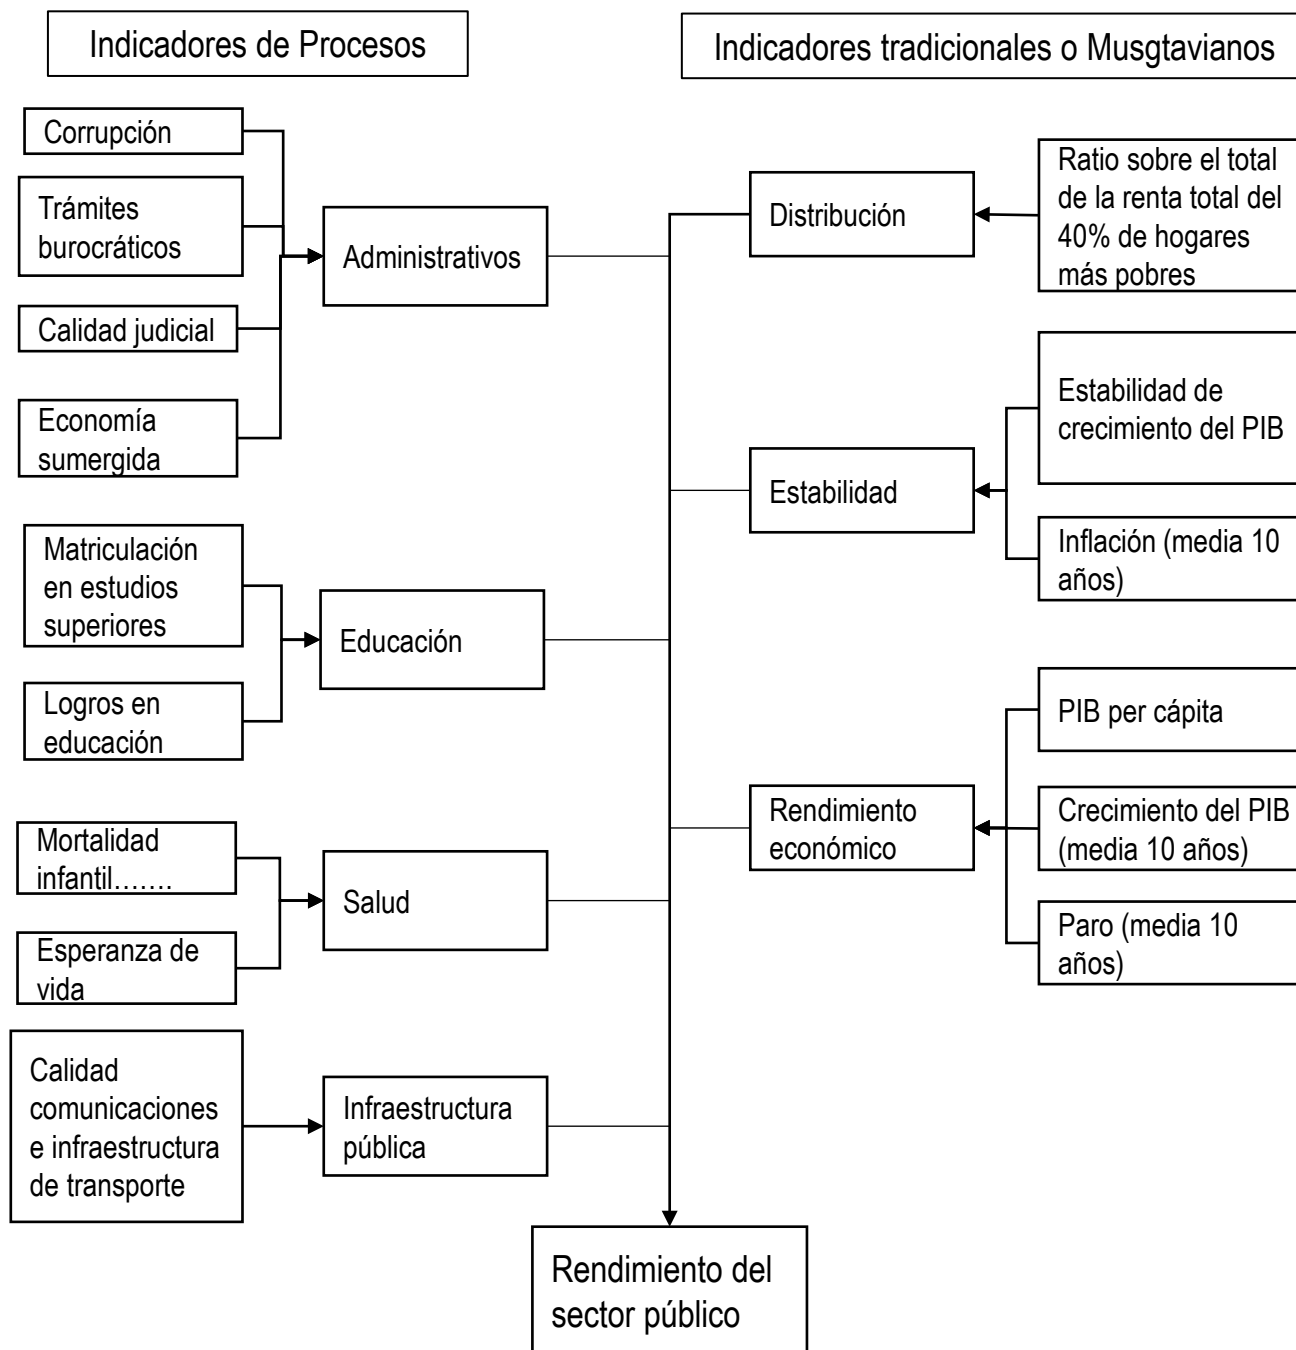 Indicadores de Procesos
Indicadores tradicionales o Musgtavianos
Corrupción
Trámites
burocráticos
Calidad judicial
Economía
sumergida
Administrativos
Matriculación
en estudios
superiores
Logros en
educación
Educación
Mortalidad
infantil…….
Esperanza de
vida
Salud
Calidad
comunicaciones
e infraestructura
de transporte
Infraestructura
pública
Distribución
Ratio sobre el total
de la renta total del
40% de hogares
más pobres
Estabilidad
Estabilidad de
crecimiento del PIB
Inflación (media 10
años)
Rendimiento
económico
PIB per cápita
Crecimiento del PIB
(media 10 años)
Paro (media 10
años)
Rendimiento del
sector público